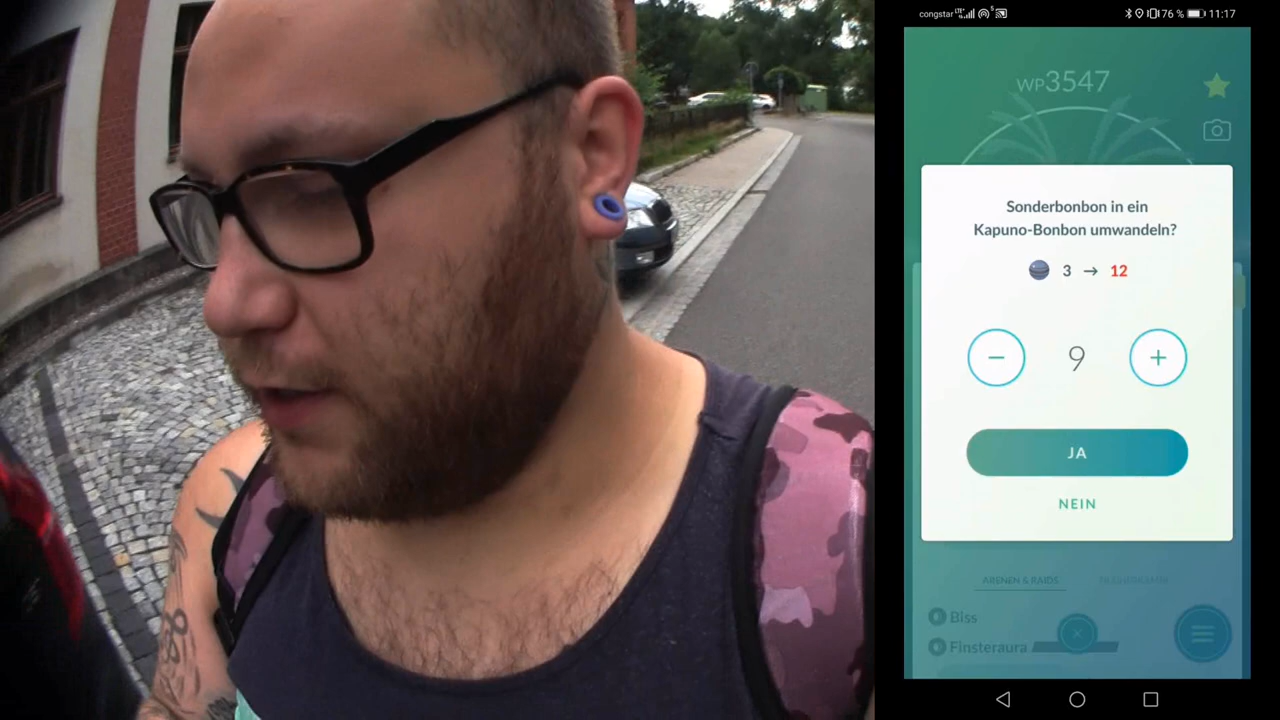 congstar 76 % 11:17
WP3547
Sonderbonbon in ein
Kapuno-Bonbon umwandeln?
3 → 12
− 9 +
JA
NEIN
ARENEN & RAIDS
Biss
Finsteraura